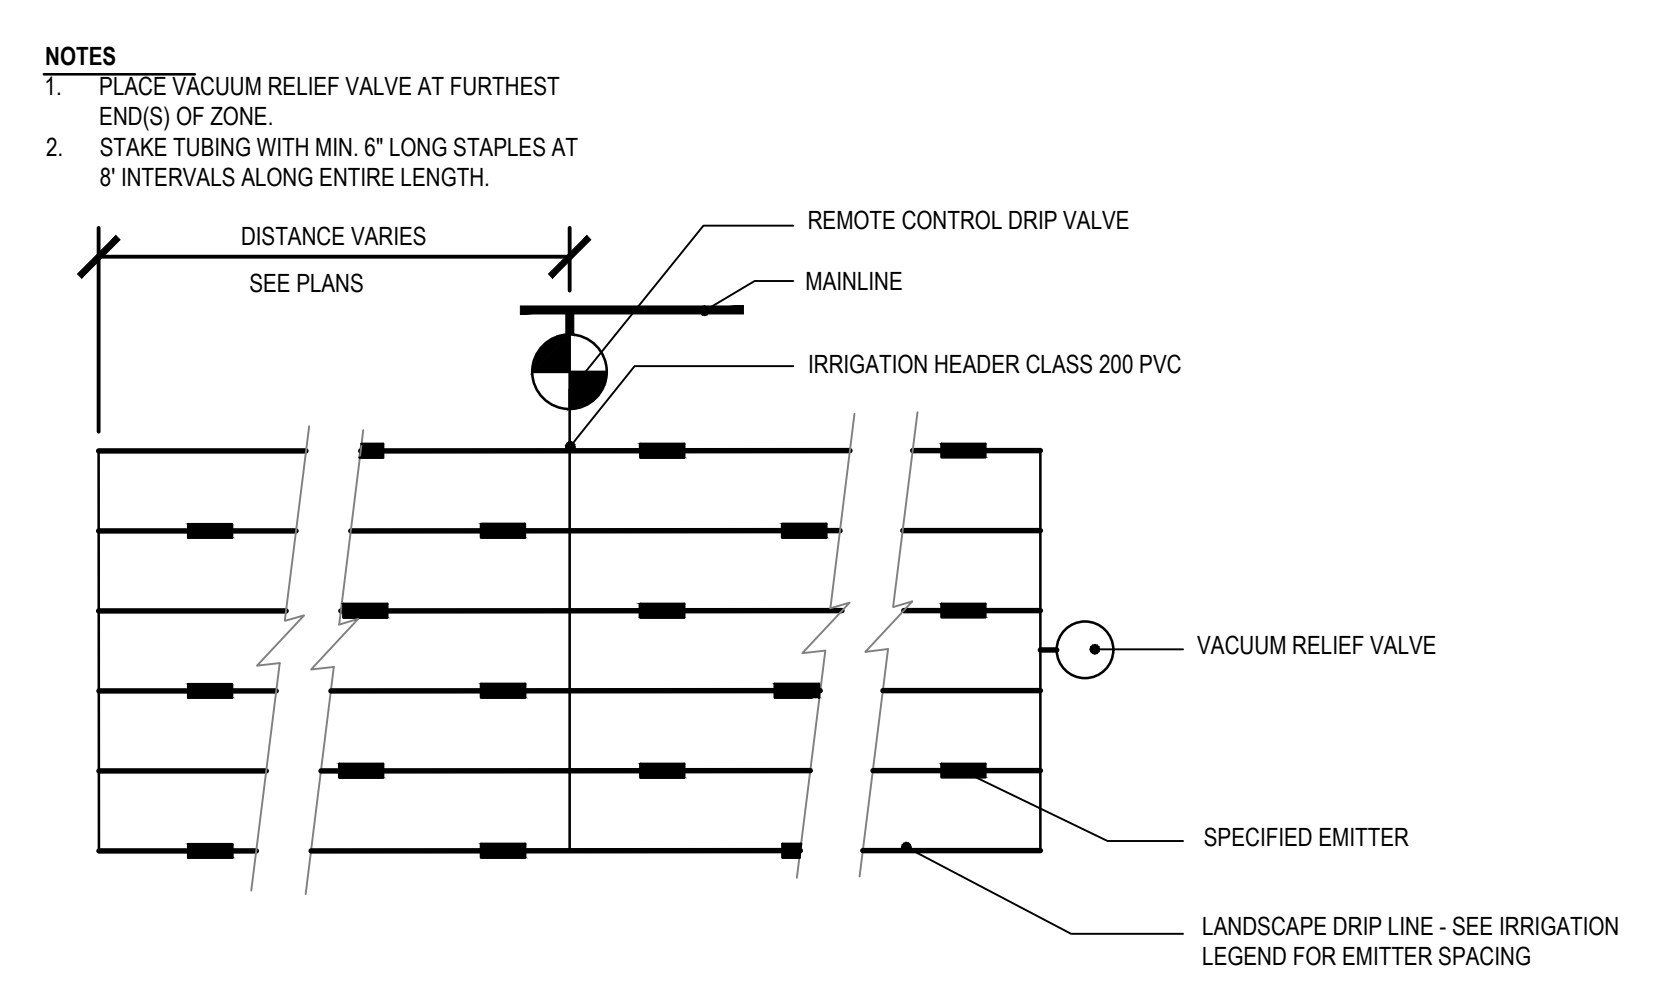 NOTES
1. PLACE VACUUM RELIEF VALVE AT FURTHEST
END(S) OF ZONE.
2. STAKE TUBING WITH MIN. 6" LONG STAPLES AT
8' INTERVALS ALONG ENTIRE LENGTH.
DISTANCE VARIES
SEE PLANS
REMOTE CONTROL DRIP VALVE
MAINLINE
IRRIGATION HEADER CLASS 200 PVC
VACUUM RELIEF VALVE
SPECIFIED EMITTER
LANDSCAPE DRIP LINE - SEE IRRIGATION
LEGEND FOR EMITTER SPACING